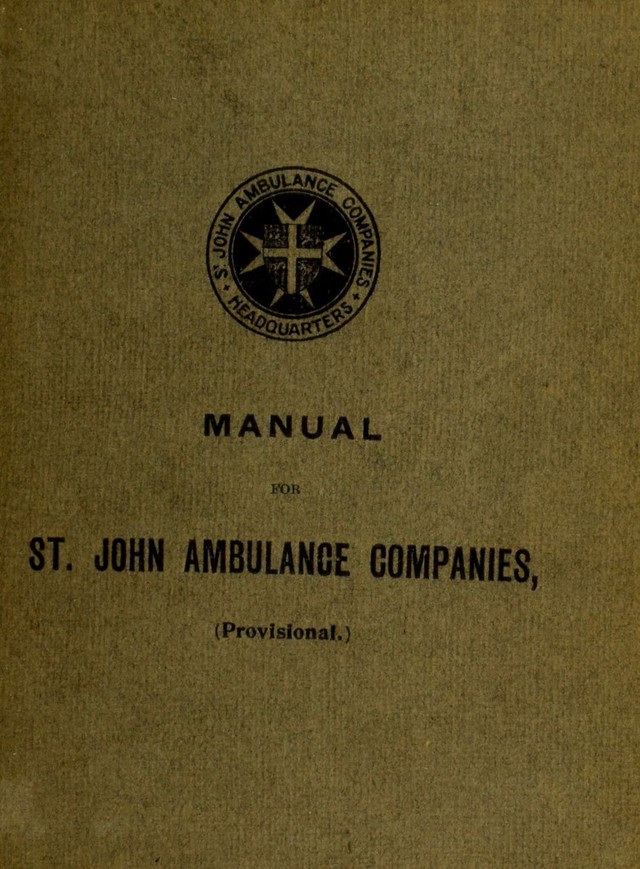 Sᵗ JOHN AMBULANCE COMPANIES
HEADQUARTERS
MANUAL
FOR
ST. JOHN AMBULANCE COMPANIES,
(Provisional.)